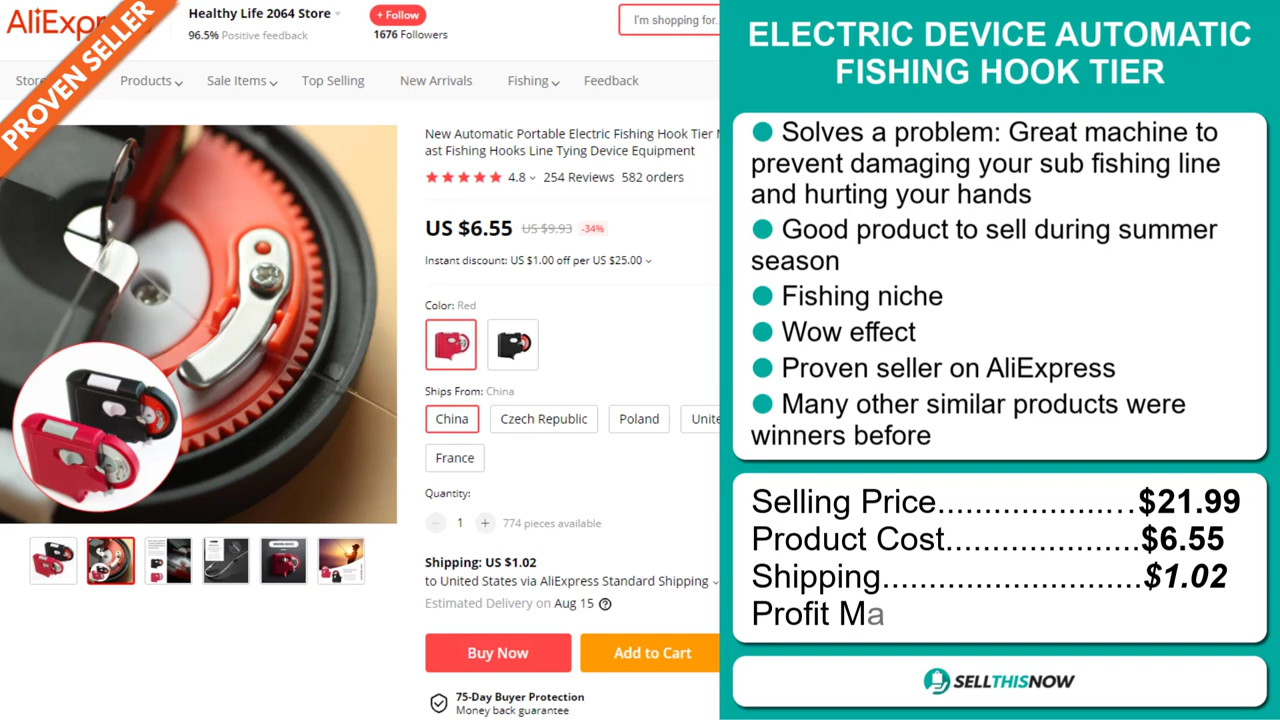 AliExpr
PROVEN SELLER
Healthy Life 2064 Store
96.5% Positive feedback
+ Follow
1676 Followers
I'm shopping for.
Store
Products
Sale Items
Top Selling
New Arrivals
Fishing
Feedback
New Automatic Portable Electric Fishing Hook Tier
ast Fishing Hooks Line Tying Device Equipment
4.8 254 Reviews 582 orders
US $6.55 US $9.93 -34%
Instant discount: US $1.00 off per US $25.00
Color: Red
Ships From: China
China Czech Republic Poland Unite
France
Quantity:
− 1 + 774 pieces available
Shipping: US $1.02
to United States via AliExpress Standard Shipping
Estimated Delivery on Aug 15
Buy Now Add to Cart
75-Day Buyer Protection
Money back guarantee
ELECTRIC DEVICE AUTOMATIC
FISHING HOOK TIER
● Solves a problem: Great machine to
prevent damaging your sub fishing line
and hurting your hands
● Good product to sell during summer
season
● Fishing niche
● Wow effect
● Proven seller on AliExpress
● Many other similar products were
winners before
Selling Price......................$21.99
Product Cost.....................$6.55
Shipping............................$1.02
Profit Ma
SELLTHISNOW